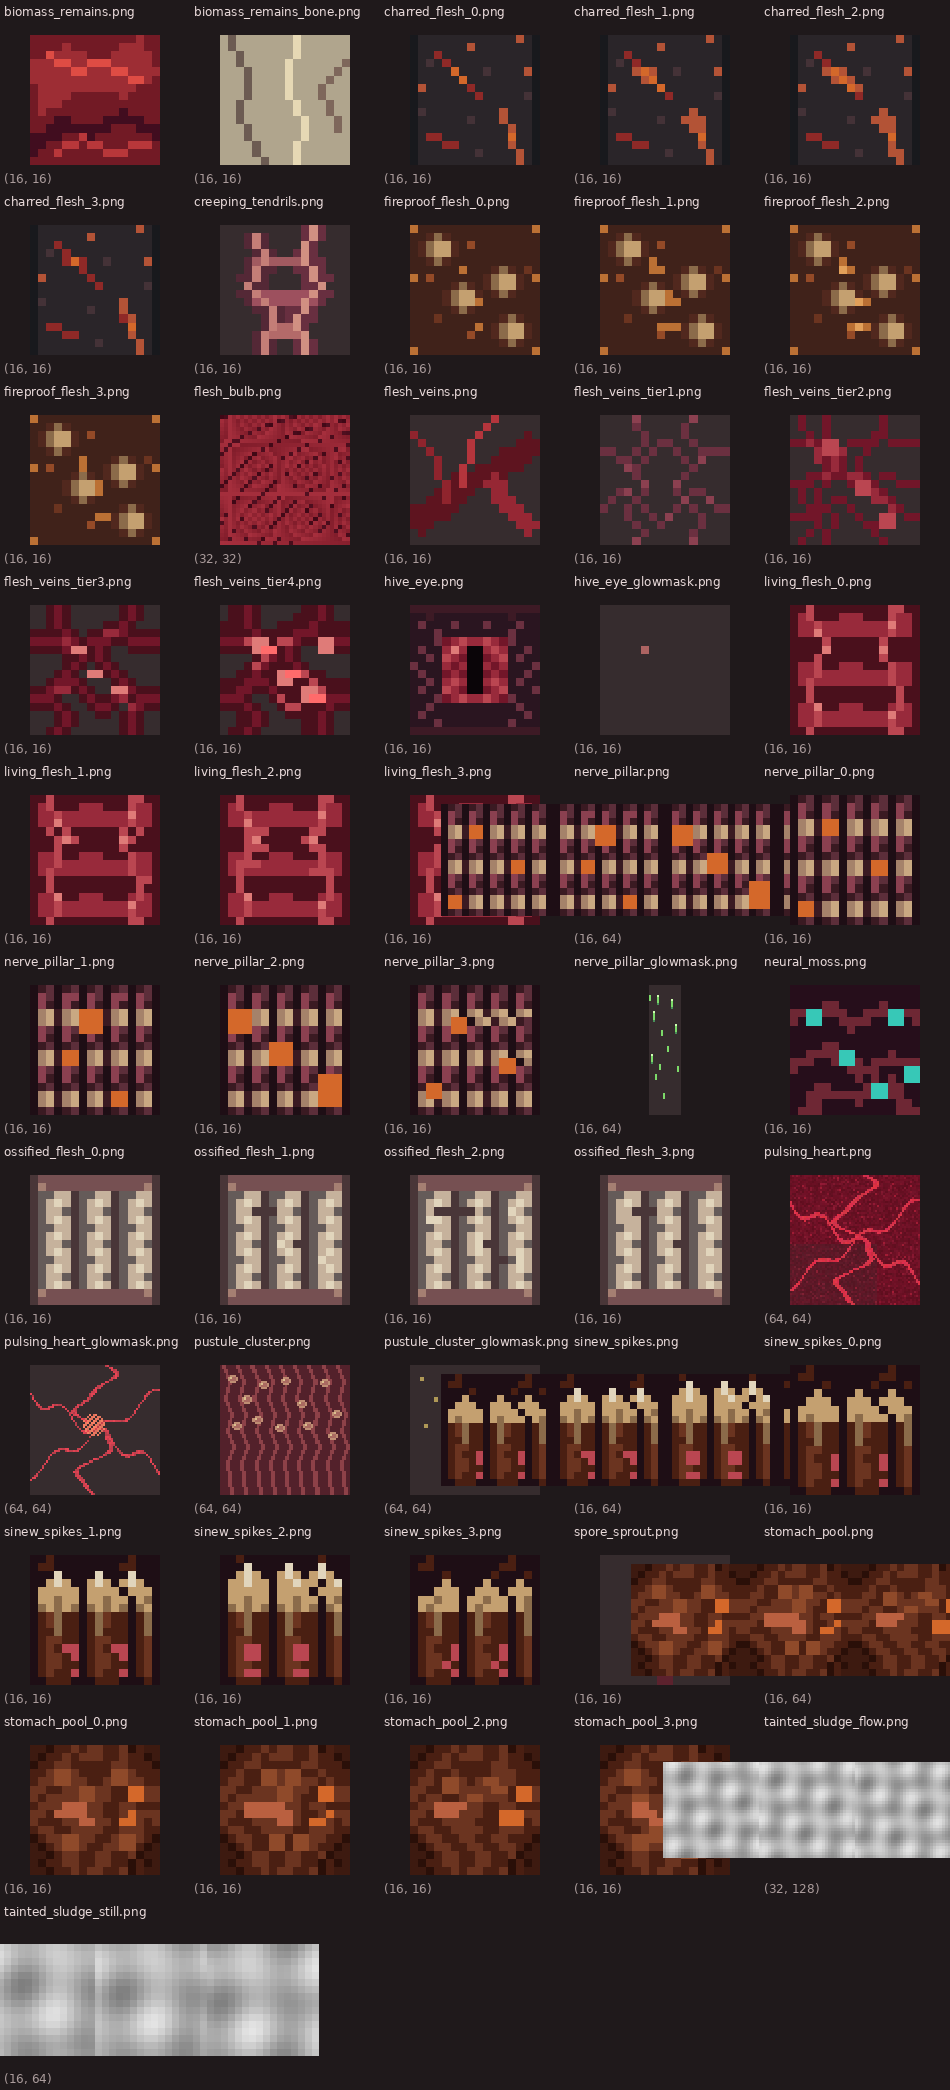 biomass_remains.png biomass_remains_bone.png charred_flesh_0.png charred_flesh_1.png charred_flesh_2.png
(16, 16) (16, 16) (16, 16) (16, 16) (16, 16)
charred_flesh_3.png creeping_tendrils.png fireproof_flesh_0.png fireproof_flesh_1.png fireproof_flesh_2.png
(16, 16) (16, 16) (16, 16) (16, 16) (16, 16)
fireproof_flesh_3.png flesh_bulb.png flesh_veins.png flesh_veins_tier1.png flesh_veins_tier2.png
(16, 16) (32, 32) (16, 16) (16, 16) (16, 16)
flesh_veins_tier3.png flesh_veins_tier4.png hive_eye.png hive_eye_glowmask.png living_flesh_0.png
(16, 16) (16, 16) (16, 16) (16, 16) (16, 16)
living_flesh_1.png living_flesh_2.png living_flesh_3.png nerve_pillar.png nerve_pillar_0.png
(16, 16) (16, 16) (16, 16) (16, 64) (16, 16)
nerve_pillar_1.png nerve_pillar_2.png nerve_pillar_3.png nerve_pillar_glowmask.png neural_moss.png
(16, 16) (16, 16) (16, 16) (16, 64) (16, 16)
ossified_flesh_0.png ossified_flesh_1.png ossified_flesh_2.png ossified_flesh_3.png pulsing_heart.png
(16, 16) (16, 16) (16, 16) (16, 16) (64, 64)
pulsing_heart_glowmask.png pustule_cluster.png pustule_cluster_glowmask.png sinew_spikes.png sinew_spikes_0.png
(64, 64) (64, 64) (64, 64) (16, 64) (16, 16)
sinew_spikes_1.png sinew_spikes_2.png sinew_spikes_3.png spore_sprout.png stomach_pool.png
(16, 16) (16, 16) (16, 16) (16, 16) (16, 64)
stomach_pool_0.png stomach_pool_1.png stomach_pool_2.png stomach_pool_3.png tainted_sludge_flow.png
(16, 16) (16, 16) (16, 16) (16, 16) (32, 128)
tainted_sludge_still.png
(16, 64)